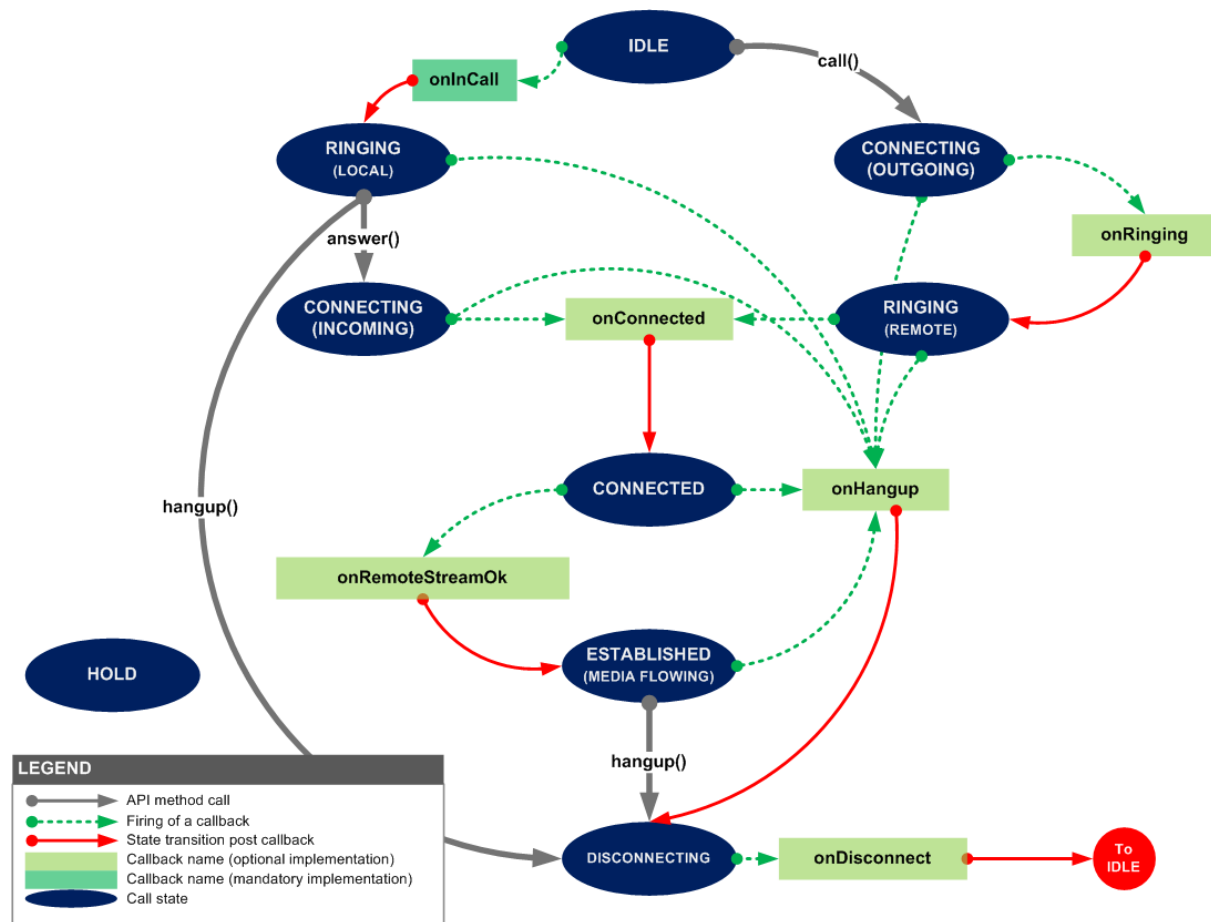 IDLE
call()
onInCall
RINGING
(LOCAL)
CONNECTING
(OUTGOING)
onRinging
answer()
CONNECTING
(INCOMING)
onConnected
RINGING
(REMOTE)
CONNECTED
onHangup
hangup()
onRemoteStreamOk
ESTABLISHED
(MEDIA FLOWING)
HOLD
hangup()
DISCONNECTING
onDisconnect
To
IDLE
LEGEND
API method call
Firing of a callback
State transition post callback
Callback name (optional implementation)
Callback name (mandatory implementation)
Call state